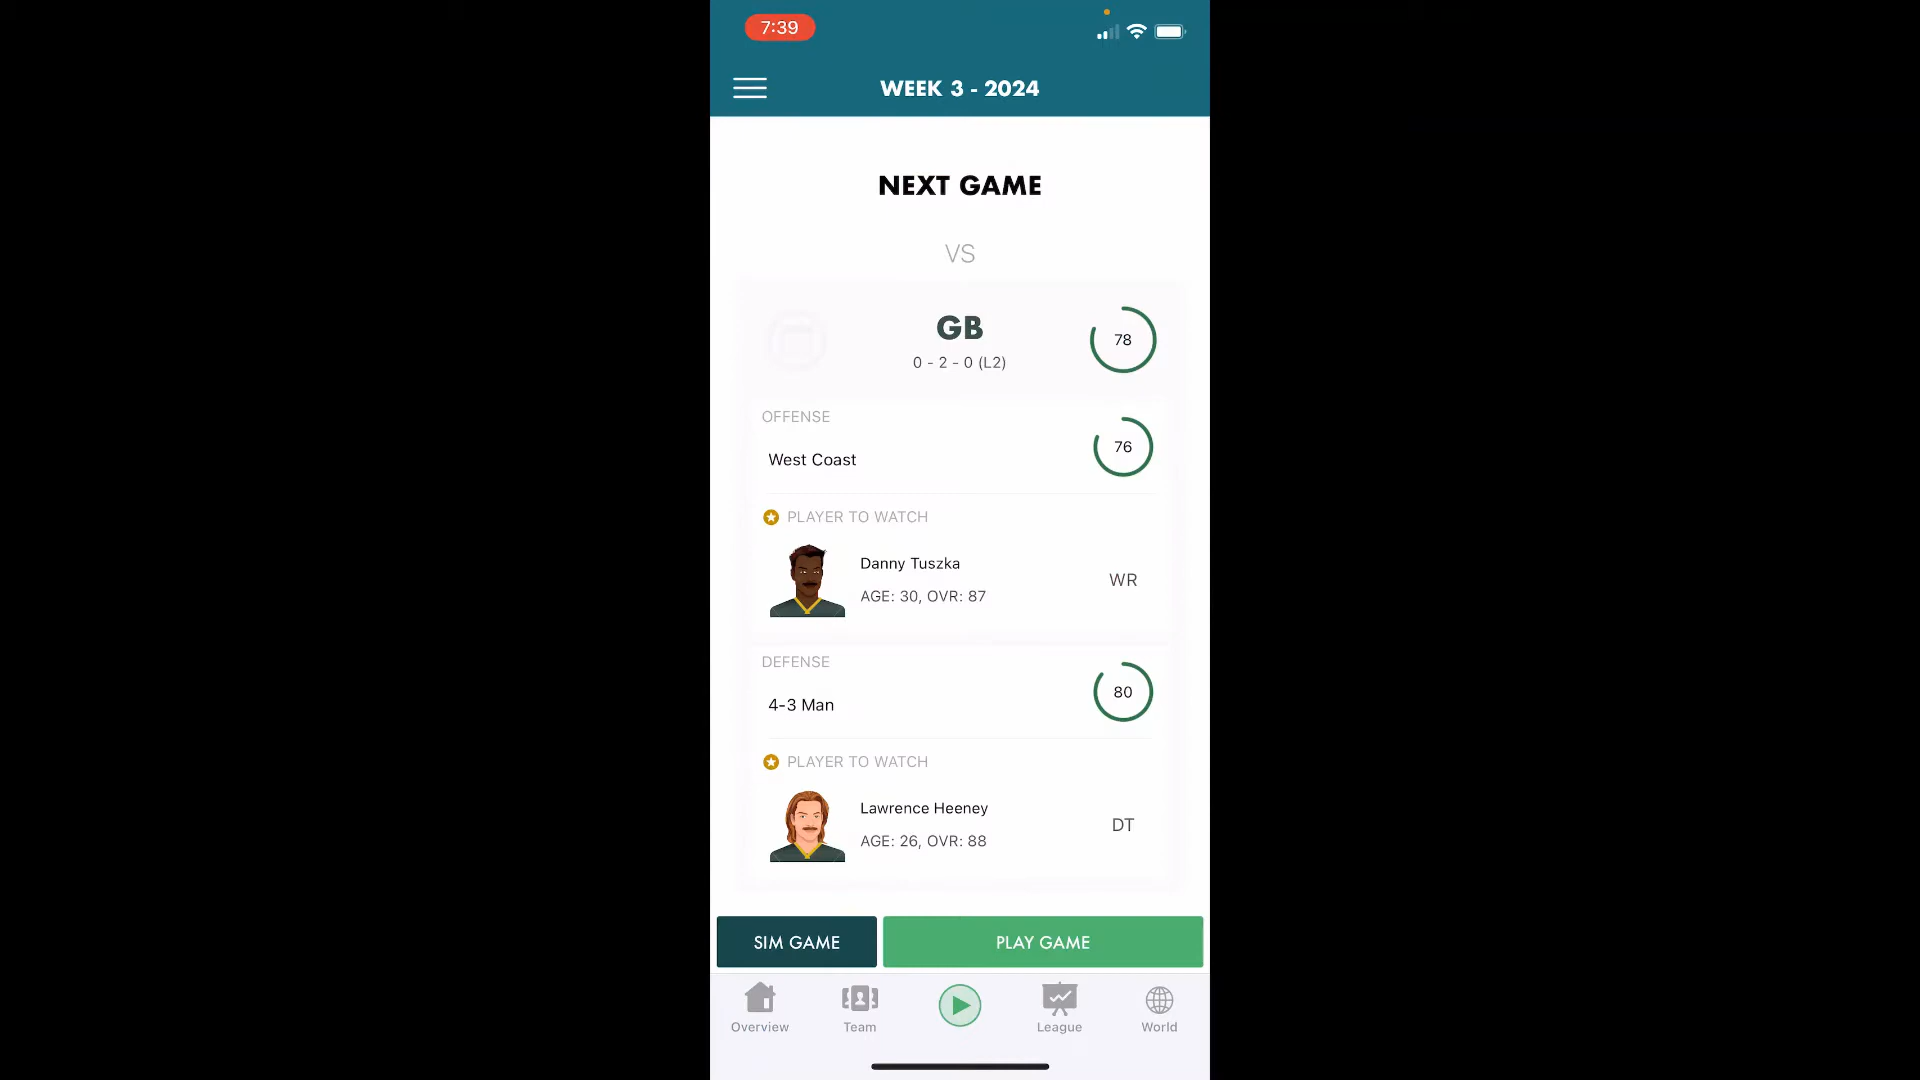 7:39
WEEK 3 - 2024
NEXT GAME
VS
GB
0 - 2 - 0 (L2)
78
OFFENSE
West Coast
76
PLAYER TO WATCH
Danny Tuszka
AGE: 30, OVR: 87
WR
DEFENSE
4-3 Man
80
PLAYER TO WATCH
Lawrence Heeney
AGE: 26, OVR: 88
DT
SIM GAME
PLAY GAME
Overview
Team
League
World